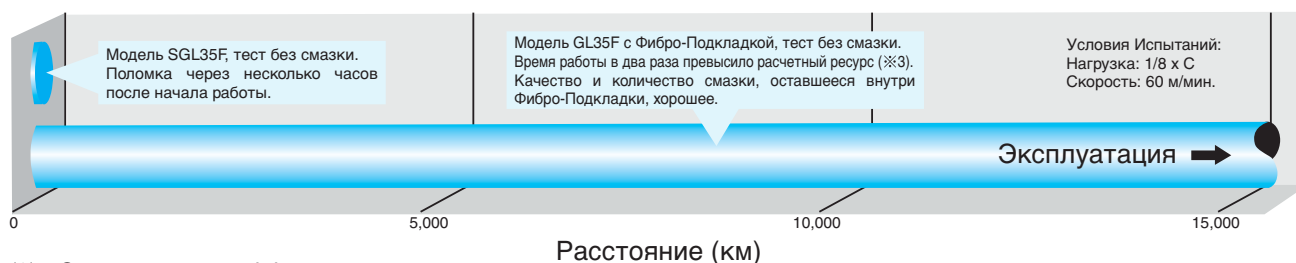 Модель SGL35F, тест без смазки.
Поломка через несколько часов
после начала работы.
Модель GL35F с Фибро-Подкладкой, тест без смазки.
Время работы в два раза превысило расчетный ресурс (※3).
Качество и количество смазки, оставшееся внутри
Фибро-Подкладки, хорошее.
Условия Испытаний:
Нагрузка: 1/8 x C
Скорость: 60 м/мин.
Эксплуатация
0
5,000
10,000
15,000
Расстояние (км)